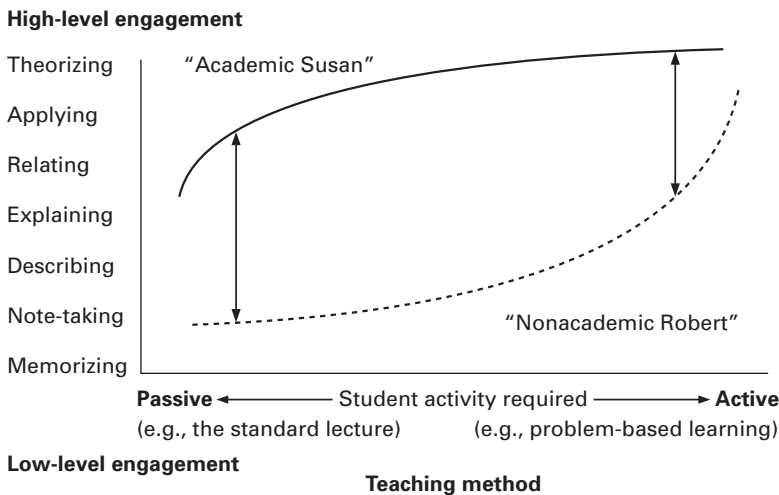 High-level engagement
Theorizing
"Academic Susan"
Applying
Relating
Explaining
Describing
Note-taking
"Nonacademic Robert"
Memorizing
Passive Student activity required Active
(e.g., the standard lecture) (e.g., problem-based learning)
Low-level engagement
Teaching method